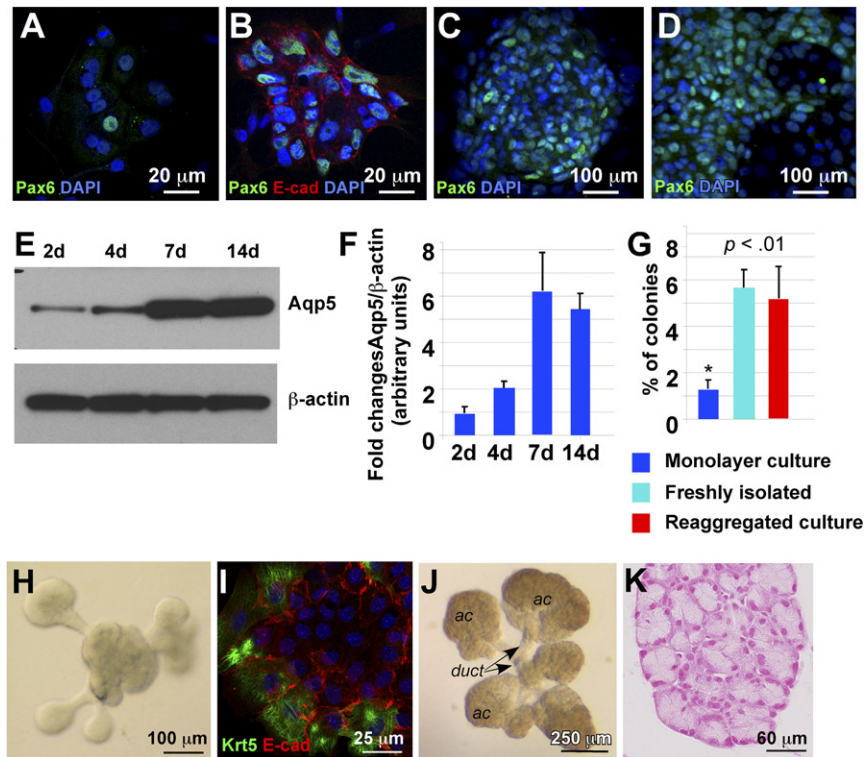 A
Pax6 DAPI
20 μm
B
Pax6 E-cad DAPI
20 μm
C
Pax6 DAPI
100 μm
D
Pax6 DAPI
100 μm
E
2d 4d 7d 14d
Aqp5
β-actin
F
Fold changesAqp5/β-actin
(arbitrary units)
8
6
4
2
0
2d 4d 7d 14d
G
% of colonies
8
6
4
2
0
p < .01
*
Monolayer culture
Freshly isolated
Reaggregated culture
H
100 μm
I
Krt5 E-cad
25 μm
J
ac
ac
duct
ac
250 μm
K
60 μm